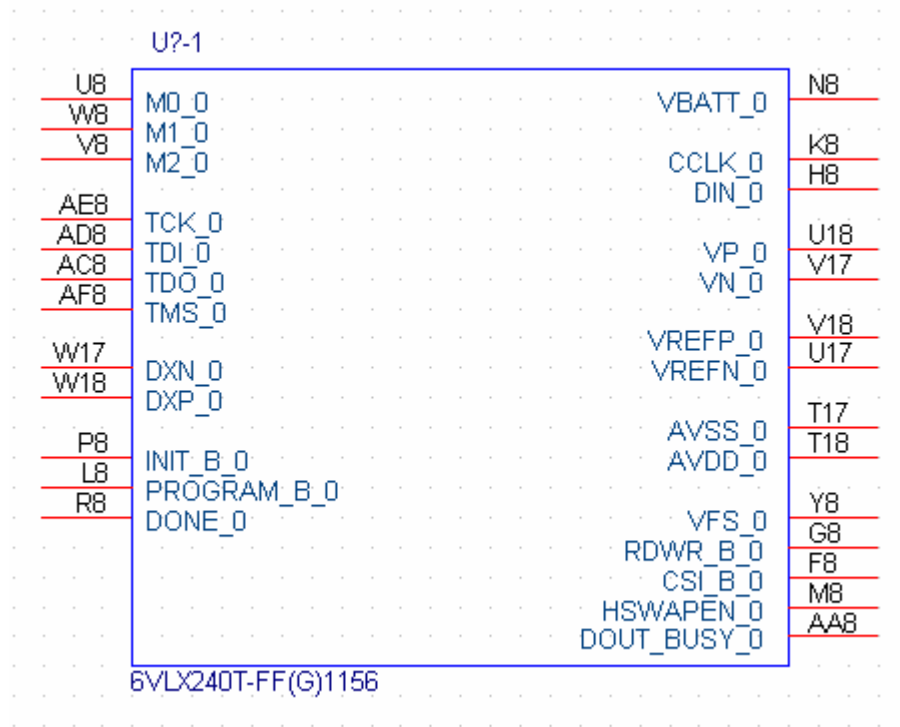 U?-1
U8 M0_0 VBATT_0 N8
W8 M1_0
V8 M2_0 CCLK_0 K8
DIN_0 H8
AE8 TCK_0
AD8 TDI_0 VP_0 U18
AC8 TDO_0 VN_0 V17
AF8 TMS_0
VREFP_0 V18
W17 DXN_0 VREFN_0 U17
W18 DXP_0
AVSS_0 T17
P8 INIT_B_0 AVDD_0 T18
L8 PROGRAM_B_0
R8 DONE_0 VFS_0 Y8
RDWR_B_0 G8
CSI_B_0 F8
HSWAPEN_0 M8
DOUT_BUSY_0 AA8
6VLX240T-FF(G)1156